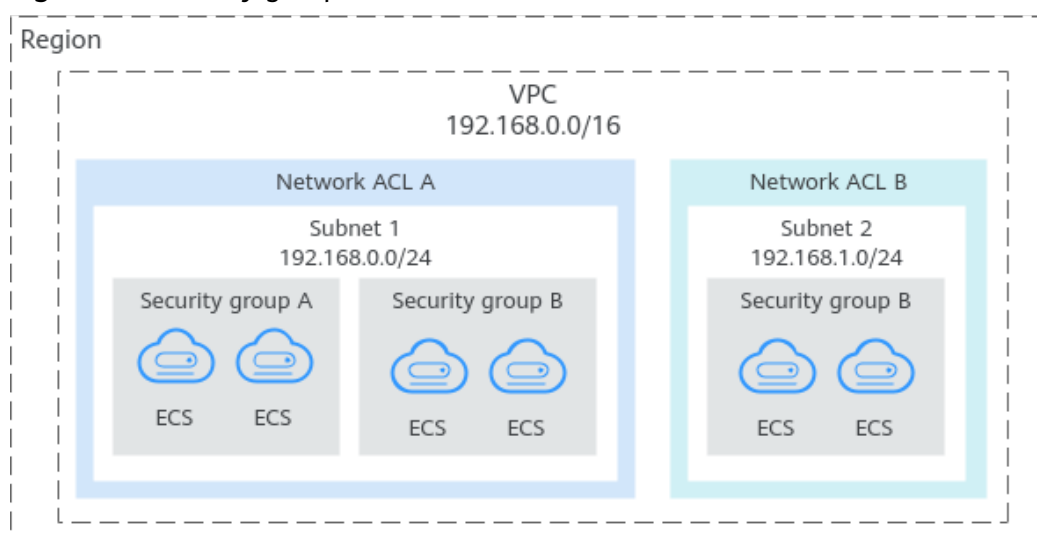 Region
VPC
192.168.0.0/16
Network ACL A
Network ACL B
Subnet 1
192.168.0.0/24
Subnet 2
192.168.1.0/24
Security group A
Security group B
Security group B
ECS
ECS
ECS
ECS
ECS
ECS